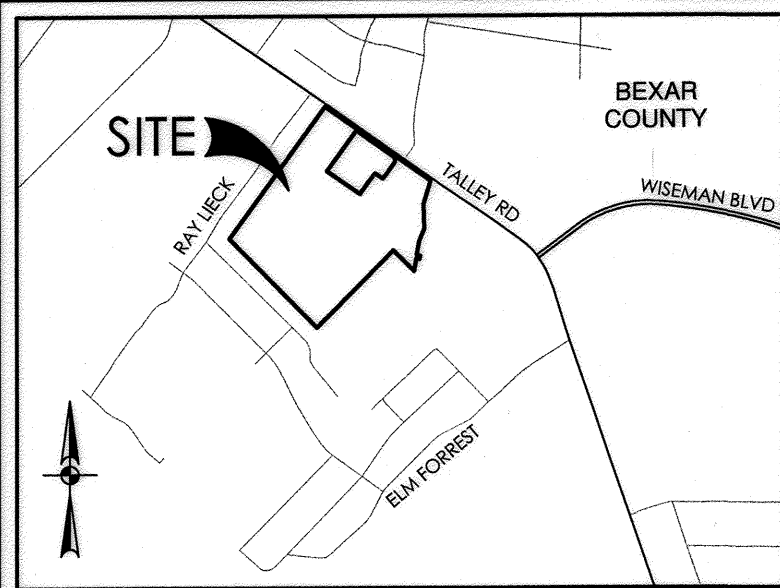 BEXAR
COUNTY
SITE
TALLEY RD
WISEMAN BLVD
RAY LIECK
ELM FORREST